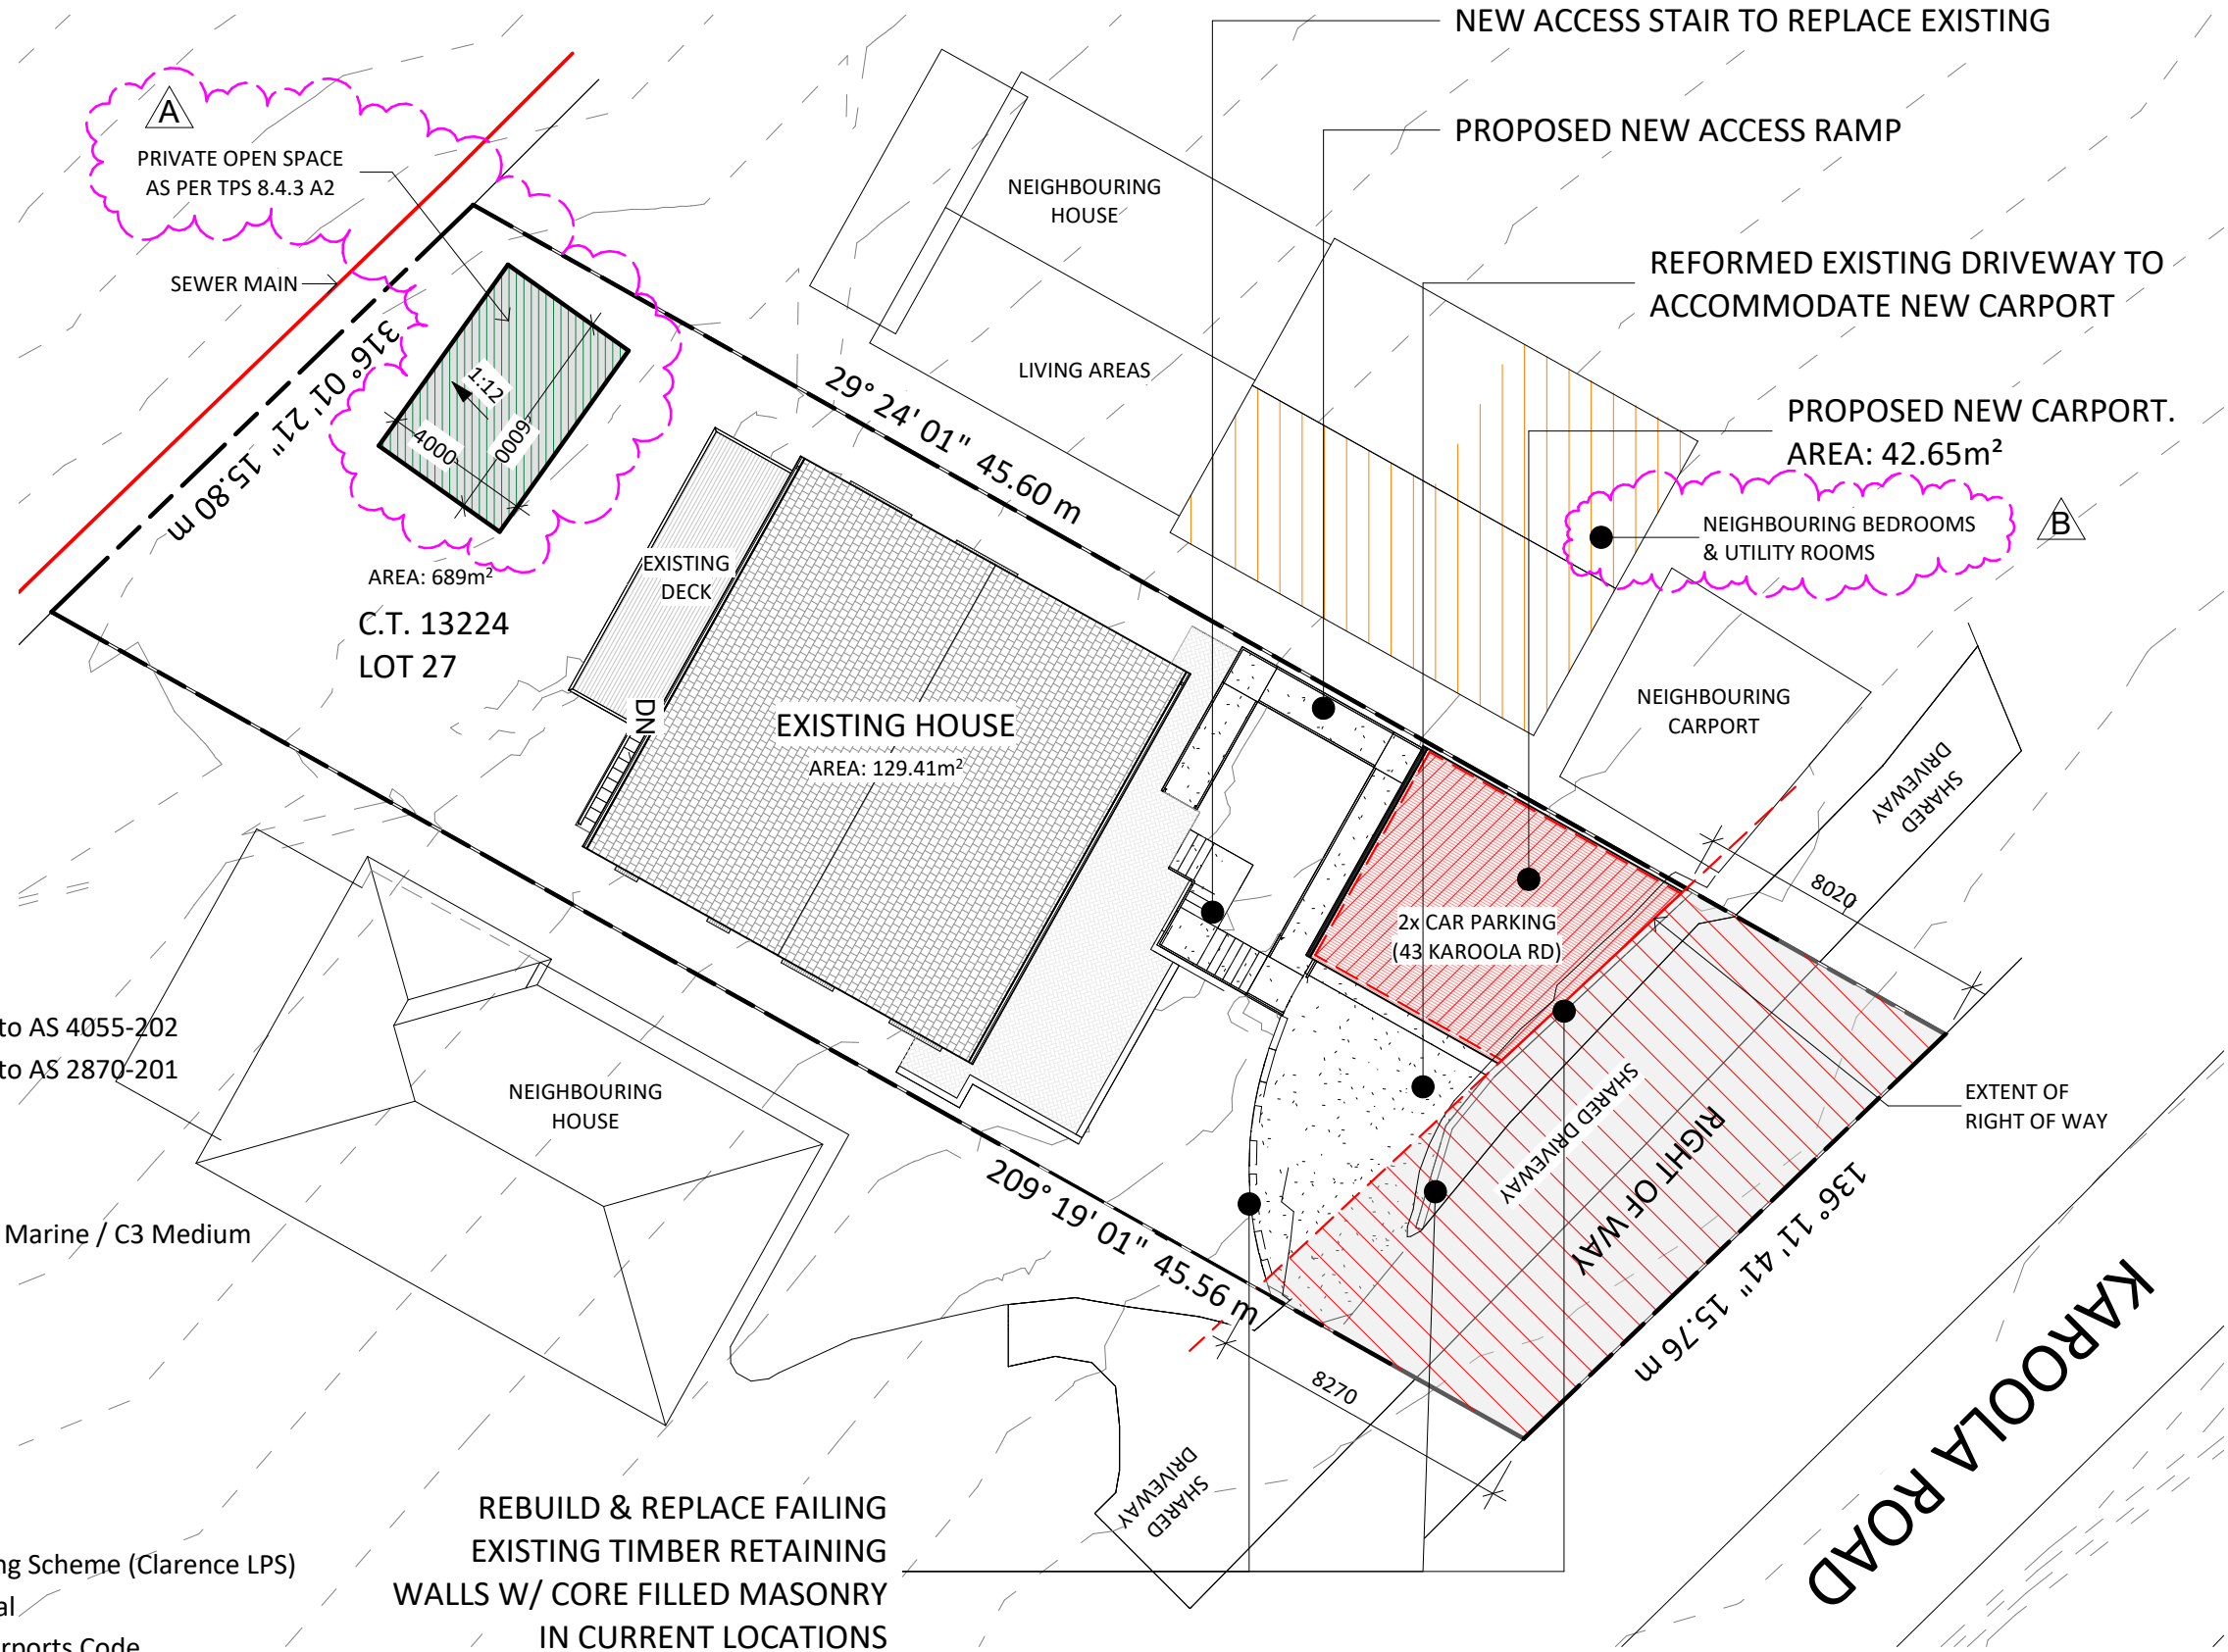 NEW ACCESS STAIR TO REPLACE EXISTING
PROPOSED NEW ACCESS RAMP
REFORMED EXISTING DRIVEWAY TO
ACCOMMODATE NEW CARPORT
PROPOSED NEW CARPORT.
AREA: 42.65m²
NEIGHBOURING BEDROOMS
& UTILITY ROOMS
B
A
PRIVATE OPEN SPACE
AS PER TPS 8.4.3 A2
SEWER MAIN
316° 01' 21" 15.80 m
1:12
4000
6000
NEIGHBOURING
HOUSE
LIVING AREAS
29° 24' 01" 45.60 m
AREA: 689m²
C.T. 13224
LOT 27
EXISTING
DECK
DN
EXISTING HOUSE
AREA: 129.41m²
NEIGHBOURING
CARPORT
SHARED
DRIVEWAY
8020
2x CAR PARKING
(43 KAROOLA RD)
to AS 4055-202
to AS 2870-201
NEIGHBOURING
HOUSE
SHARED DRIVEWAY
RIGHT OF WAY
EXTENT OF
RIGHT OF WAY
136° 11' 41" 15.76 m
209° 19' 01" 45.56 m
Marine / C3 Medium
8270
KAROOLA ROAD
SHARED
DRIVEWAY
REBUILD & REPLACE FAILING
EXISTING TIMBER RETAINING
WALLS W/ CORE FILLED MASONRY
IN CURRENT LOCATIONS
ng Scheme (Clarence LPS)
al
rports Code